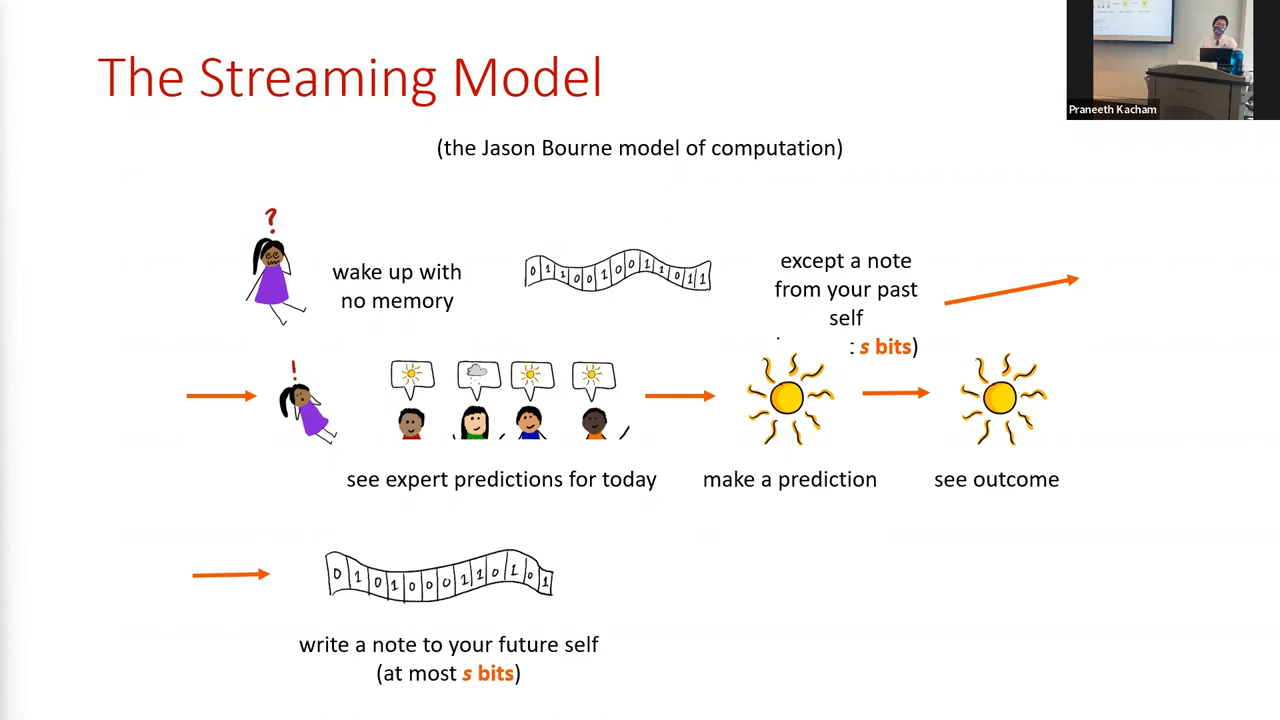 The Streaming Model
Praneeth Kacham
(the Jason Bourne model of computation)
?
wake up with
no memory
0 1 1 0 0 1 0 0 1 1 0 1 1
except a note
from your past
self
s bits)
!
see expert predictions for today
make a prediction
see outcome
0 1 0 1 0 0 0 1 1 0 1 0 1
write a note to your future self
(at most s bits)